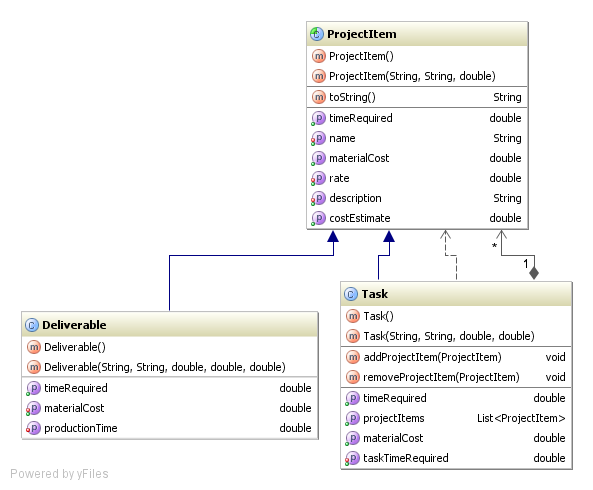 ProjectItem
ProjectItem()
ProjectItem(String, String, double)
toString() String
timeRequired double
name String
materialCost double
rate double
description String
costEstimate double
* 
1
Deliverable
Deliverable()
Deliverable(String, String, double, double, double)
timeRequired double
materialCost double
productionTime double
Task
Task()
Task(String, String, double, double)
addProjectItem(ProjectItem) void
removeProjectItem(ProjectItem) void
timeRequired double
projectItems List<ProjectItem>
materialCost double
taskTimeRequired double
Powered by yFiles